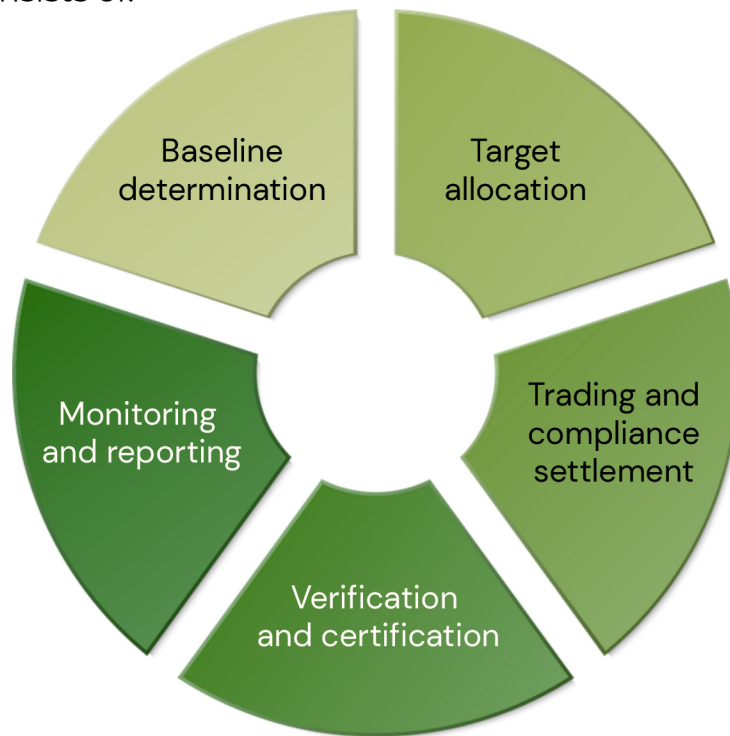 Baseline
determination
Target
allocation
Trading and
compliance
settlement
Verification
and certification
Monitoring
and reporting